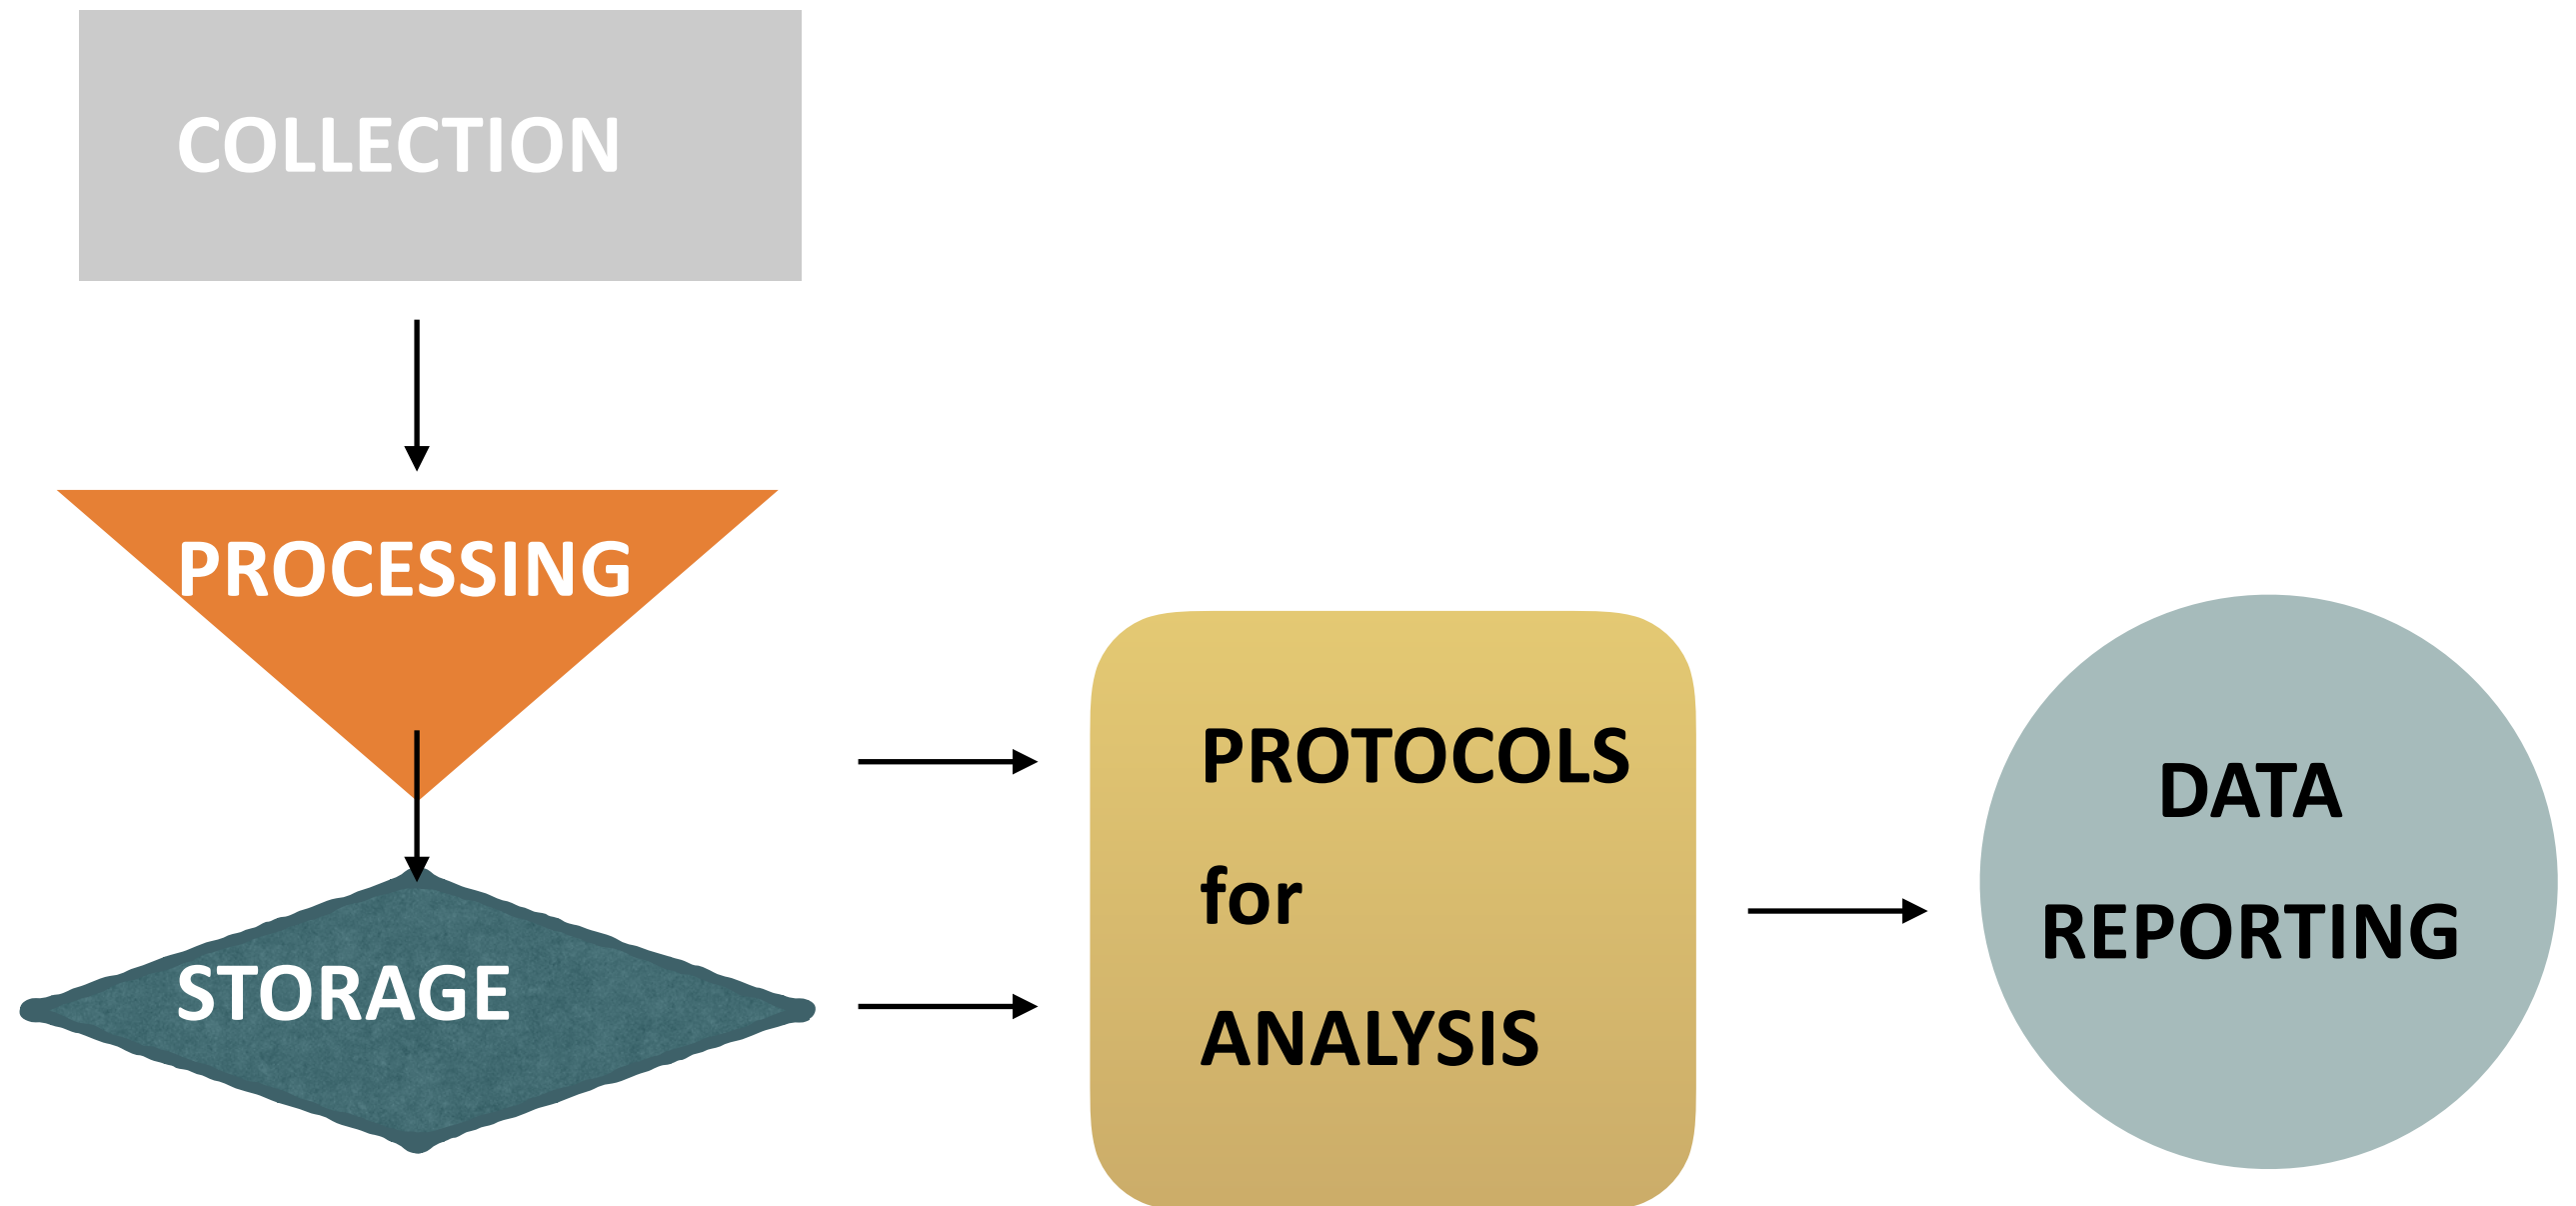 COLLECTION
PROCESSING
STORAGE
PROTOCOLS
for
ANALYSIS
DATA
REPORTING